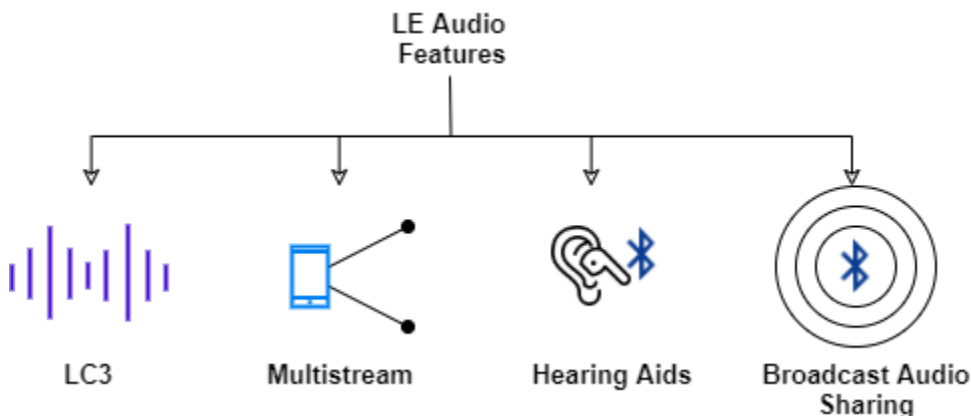 LE Audio
Features
LC3
Multistream
Hearing Aids
Broadcast Audio
Sharing